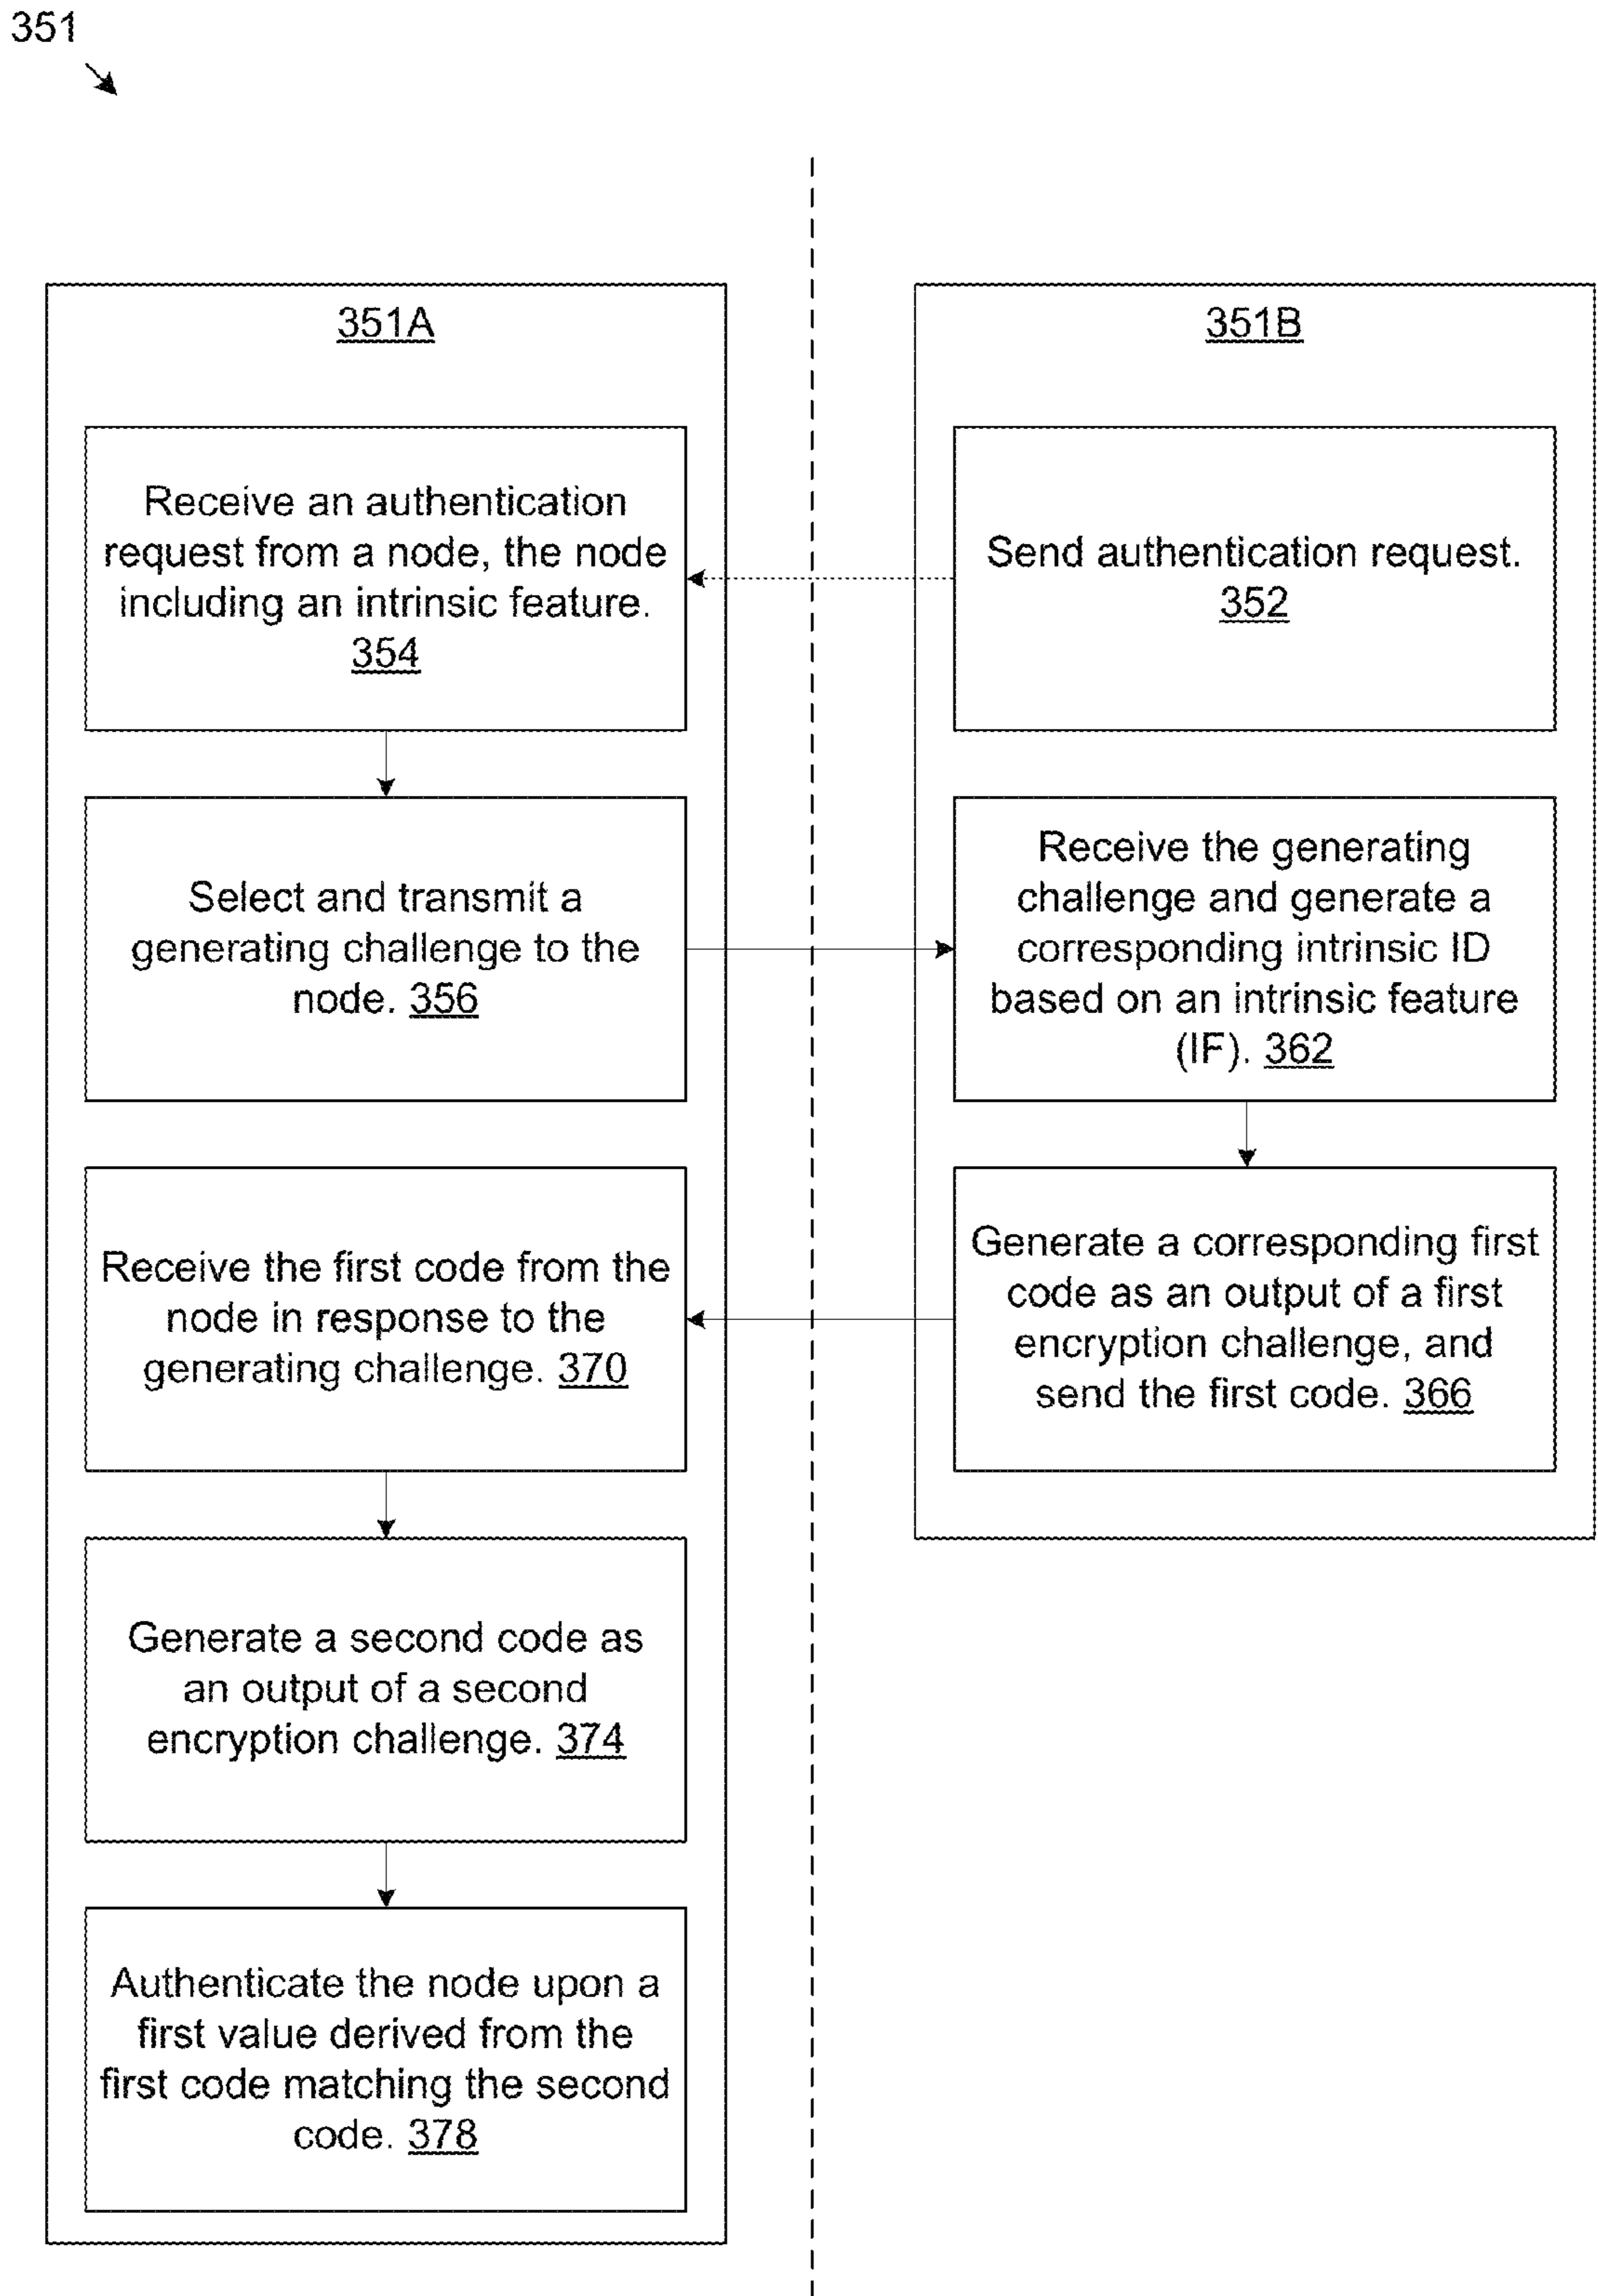 351
351A
Receive an authentication
request from a node, the node
including an intrinsic feature.
354
Select and transmit a
generating challenge to the
node. 356
Receive the first code from the
node in response to the
generating challenge. 370
Generate a second code as
an output of a second
encryption challenge. 374
Authenticate the node upon a
first value derived from the
first code matching the second
code. 378
351B
Send authentication request.
352
Receive the generating
challenge and generate a
corresponding intrinsic ID
based on an intrinsic feature
(IF). 362
Generate a corresponding first
code as an output of a first
encryption challenge, and
send the first code. 366